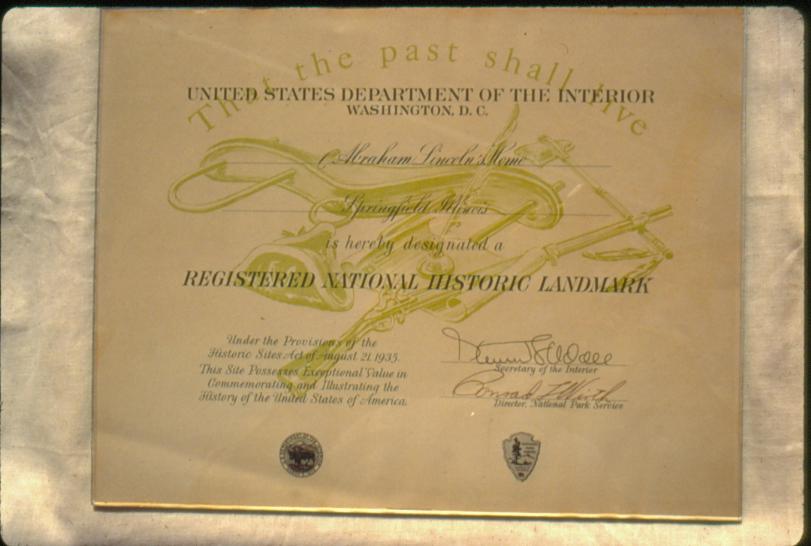 That the past shall live
UNITED STATES DEPARTMENT OF THE INTERIOR
WASHINGTON, D. C.
Abraham Lincoln's Home
Springfield Illinois
is hereby designated a
REGISTERED NATIONAL HISTORIC LANDMARK
Under the Provisions of the
Historic Sites Act of August 21, 1935.
This Site Possesses Exceptional Value in
Commemorating and Illustrating the
History of the United States of America.
Secretary of the Interior
Conrad L Wirth
Director, National Park Service